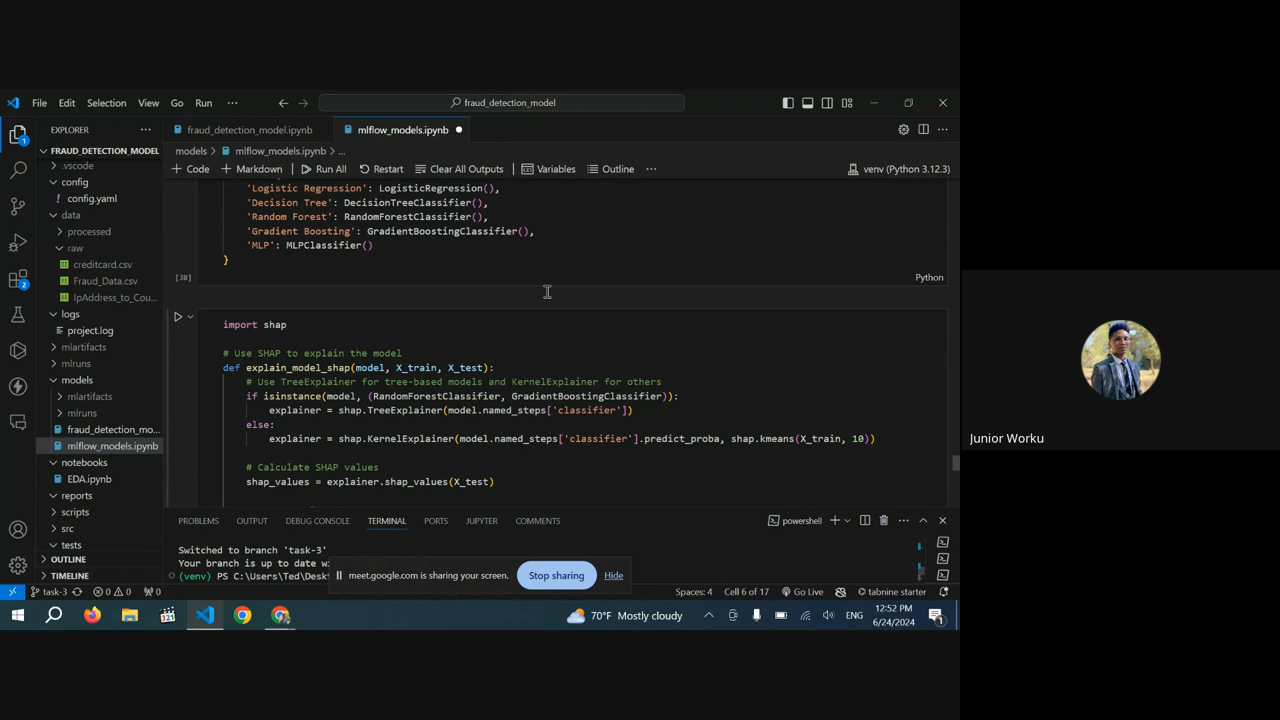 File Edit Selection View Go Run ··· fraud_detection_model
EXPLORER
fraud_detection_model.ipynb
mlflow_models.ipynb
FRAUD_DETECTION_MODEL
.vscode
config
config.yaml
data
processed
raw
creditcard.csv
Fraud_Data.csv
IpAddress_to_Cou...
logs
project.log
mlartifacts
mlruns
models
mlartifacts
mlruns
fraud_detection_mo...
mlflow_models.ipynb
notebooks
EDA.ipynb
reports
scripts
src
tests
OUTLINE
TIMELINE
models > mlflow_models.ipynb > ...
+ Code + Markdown Run All Restart Clear All Outputs Variables Outline ··· venv (Python 3.12.3)
'Logistic Regression': LogisticRegression(),
'Decision Tree': DecisionTreeClassifier(),
'Random Forest': RandomForestClassifier(),
'Gradient Boosting': GradientBoostingClassifier(),
'MLP': MLPClassifier()
}
[38] Python
import shap
# Use SHAP to explain the model
def explain_model_shap(model, X_train, X_test):
# Use TreeExplainer for tree-based models and KernelExplainer for others
if isinstance(model, (RandomForestClassifier, GradientBoostingClassifier)):
explainer = shap.TreeExplainer(model.named_steps['classifier'])
else:
explainer = shap.KernelExplainer(model.named_steps['classifier'].predict_proba, shap.kmeans(X_train, 10))
# Calculate SHAP values
shap_values = explainer.shap_values(X_test)
PROBLEMS OUTPUT DEBUG CONSOLE TERMINAL PORTS JUPYTER COMMENTS powershell
Switched to branch 'task-3'
Your branch is up to date wi
(venv) PS C:\Users\Ted\Desk
meet.google.com is sharing your screen. Stop sharing Hide
task-3 0 0 0 Spaces: 4 Cell 6 of 17 Go Live tabnine starter
70°F Mostly cloudy ENG 12:52 PM
6/24/2024
Junior Worku